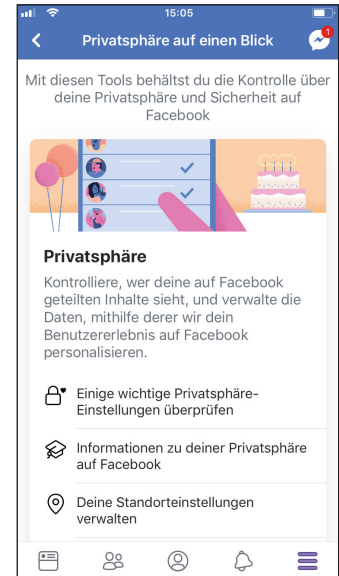 15:05
Privatsphäre auf einen Blick
1
Mit diesen Tools behältst du die Kontrolle über
deine Privatsphäre und Sicherheit auf
Facebook
Privatsphäre
Kontrolliere, wer deine auf Facebook
geteilten Inhalte sieht, und verwalte die
Daten, mithilfe derer wir dein
Benutzererlebnis auf Facebook
personalisieren.
Einige wichtige Privatsphäre-
Einstellungen überprüfen
Informationen zu deiner Privatsphäre
auf Facebook
Deine Standorteinstellungen
verwalten